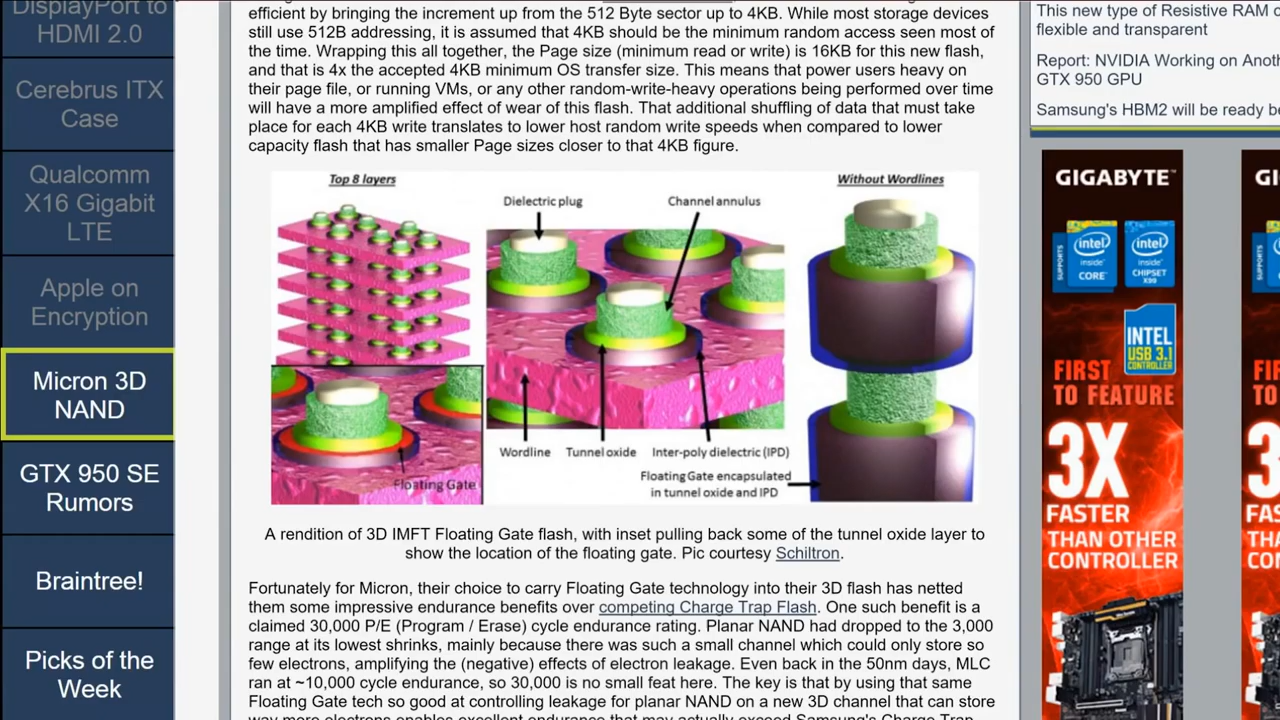 DisplayPort to
HDMI 2.0
Cerebrus ITX
Case
Qualcomm
X16 Gigabit
LTE
Apple on
Encryption
Micron 3D
NAND
GTX 950 SE
Rumors
Braintree!
Picks of the
Week
efficient by bringing the increment up from the 512 Byte sector up to 4KB. While most storage devices
still use 512B addressing, it is assumed that 4KB should be the minimum random access seen most of
the time. Wrapping this all together, the Page size (minimum read or write) is 16KB for this new flash,
and that is 4x the accepted 4KB minimum OS transfer size. This means that power users heavy on
their page file, or running VMs, or any other random-write-heavy operations being performed over time
will have a more amplified effect of wear of this flash. That additional shuffling of data that must take
place for each 4KB write translates to lower host random write speeds when compared to lower
capacity flash that has smaller Page sizes closer to that 4KB figure.
Top 8 layers
Dielectric plug
Channel annulus
Without Wordlines
Wordline
Tunnel oxide
Inter-poly dielectric (IPD)
Floating Gate encapsulated
in tunnel oxide and IPD
Floating Gate
A rendition of 3D IMFT Floating Gate flash, with inset pulling back some of the tunnel oxide layer to
show the location of the floating gate. Pic courtesy Schiltron.
Fortunately for Micron, their choice to carry Floating Gate technology into their 3D flash has netted
them some impressive endurance benefits over competing Charge Trap Flash. One such benefit is a
claimed 30,000 P/E (Program / Erase) cycle endurance rating. Planar NAND had dropped to the 3,000
range at its lowest shrinks, mainly because there was such a small channel which could only store so
few electrons, amplifying the (negative) effects of electron leakage. Even back in the 50nm days, MLC
ran at ~10,000 cycle endurance, so 30,000 is no small feat here. The key is that by using that same
Floating Gate tech so good at controlling leakage for planar NAND on a new 3D channel that can store
way more electrons enables excellent endurance that may actually exceed Samsung's Charge Trap
This new type of Resistive RAM c
flexible and transparent
Report: NVIDIA Working on Anoth
GTX 950 GPU
Samsung's HBM2 will be ready be
GIGABYTE™
SUPPORTS
intel
inside
CORE
intel
inside
CHIPSET
X99
INTEL
USB 3.1
CONTROLLER
FIRST
TO FEATURE
3X
FASTER
THAN OTHER
CONTROLLER
GI
SUPPORTS
FI
TO
3
FAS
THA
CON